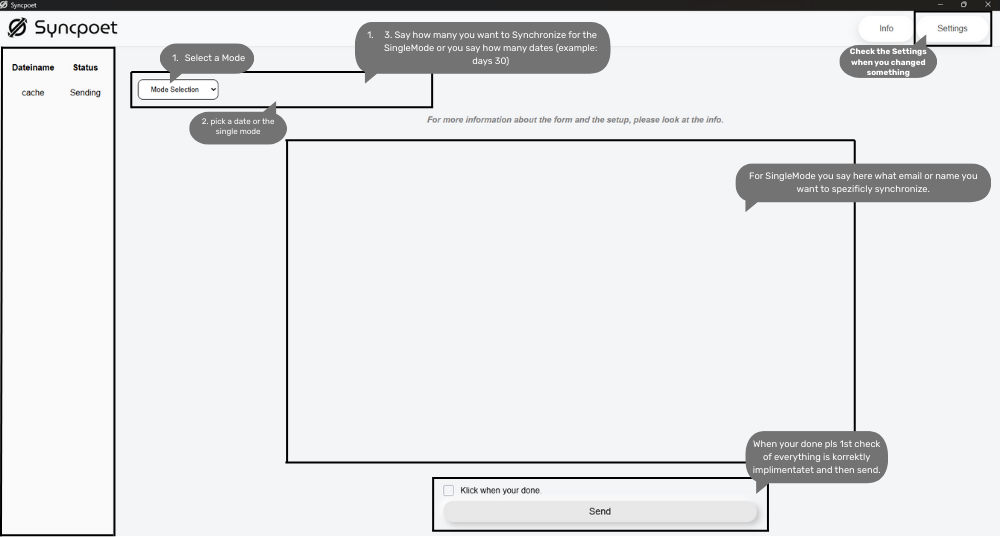 Syncpoet
Syncpoet
Info
Settings
1. 3. Say how many you want to Synchronize for the
SingleMode or you say how many dates (example:
days 30)
1. Select a Mode
Check the Settings
when you changed
something
Dateiname Status
cache Sending
Mode Selection
2. pick a date or the
single mode
For more information about the form and the setup, please look at the info.
For SingleMode you say here what email or name you
want to spezificly synchronize.
When your done pls 1st check
of everything is korrektly
implimentatet and then send.
Klick when your done.
Send